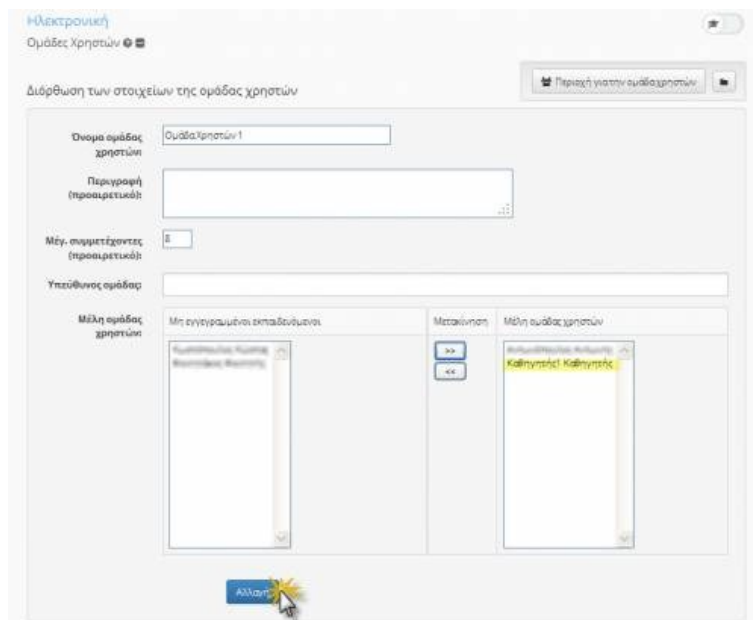 Ηλεκτρονική
Ομάδες Χρηστών
Περιοχή για την ομάδα χρηστών
Διόρθωση των στοιχείων της ομάδας χρηστών
Όνομα ομάδας χρηστών:
Ομάδα Χρηστών 1
Περιγραφή (προαιρετικό):
Μέγ. συμμετέχοντες (προαιρετικό):
8
Υπεύθυνος ομάδας:
Μέλη ομάδας χρηστών:
Μη εγγεγραμμένοι εκπαιδευόμενοι
Μετακίνηση
Μέλη ομάδας χρηστών
>>
<<
Καθηγητής1 Καθηγητής
Αλλαγή